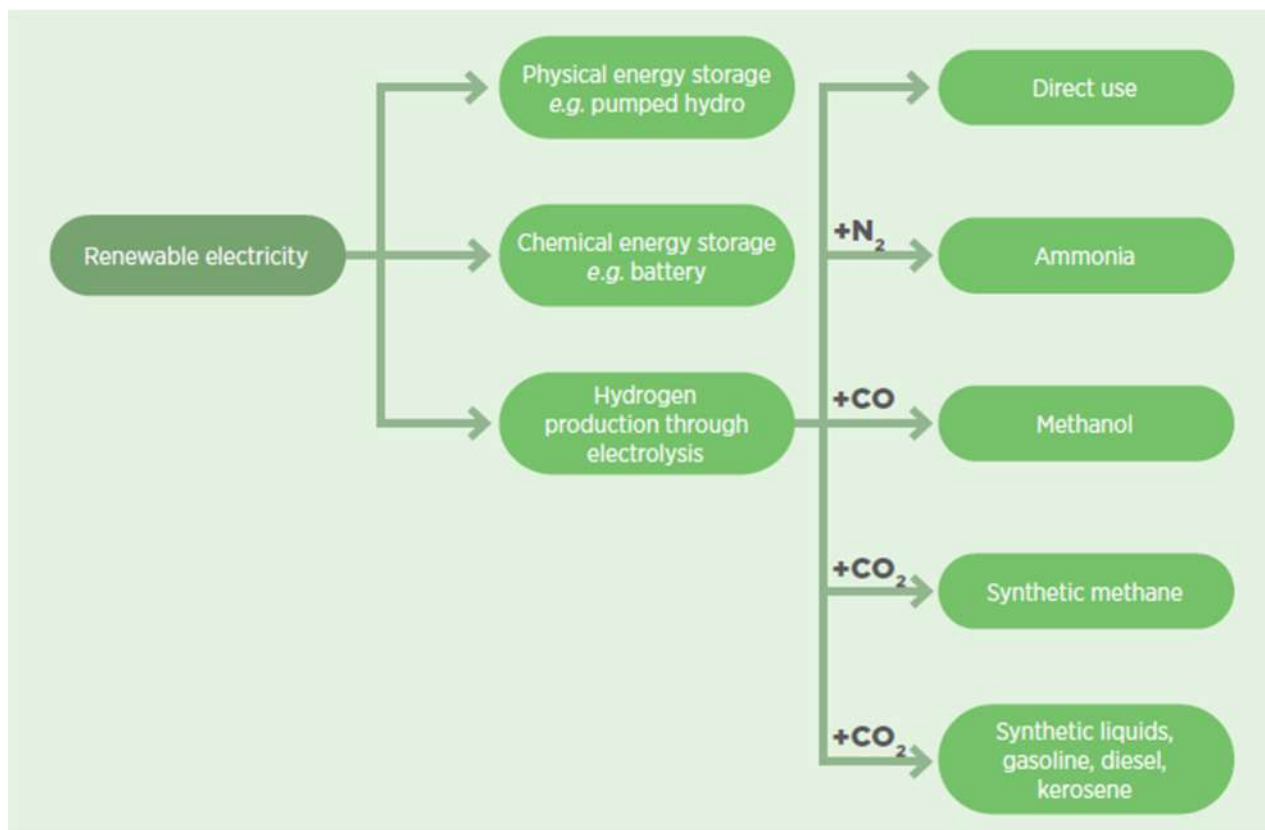 Renewable electricity
Physical energy storage
e.g. pumped hydro
Chemical energy storage
e.g. battery
Hydrogen
production through
electrolysis
Direct use
+N₂
Ammonia
+CO
Methanol
+CO₂
Synthetic methane
+CO₂
Synthetic liquids,
gasoline, diesel,
kerosene